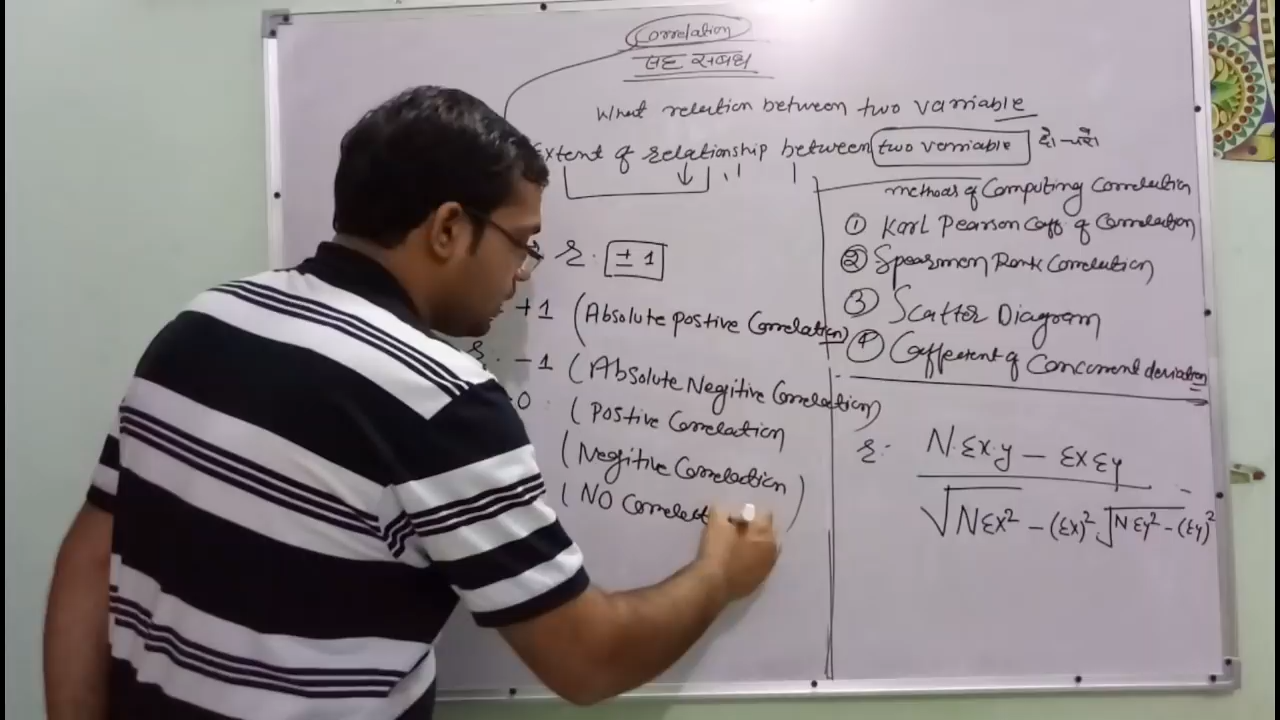 Correlation
सह सबंध
What relation between two variable
Extent of relationship between two variable दो-चरो
r. ± 1
+1 (Absolute postive Correlation)
r. -1 (Absolute Negitive Correlation)
0 (Postive Correlation
(Negitive Correlation)
(NO Correlat
methods of Computing Correlation
① Karl Pearson Coff. of Correlation
② Spearmen Rank Correlation
③ Scatter Diagram
④ Coffecient of Concurrent deviation
r. N.Σx.y - ΣxΣy
√NΣx² - (Σx)² √NΣy² - (Σy)²